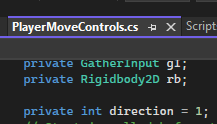 PlayerMoveControls.cs Script
private GatherInput gI;
private Rigidbody2D rb;
private int direction = 1;